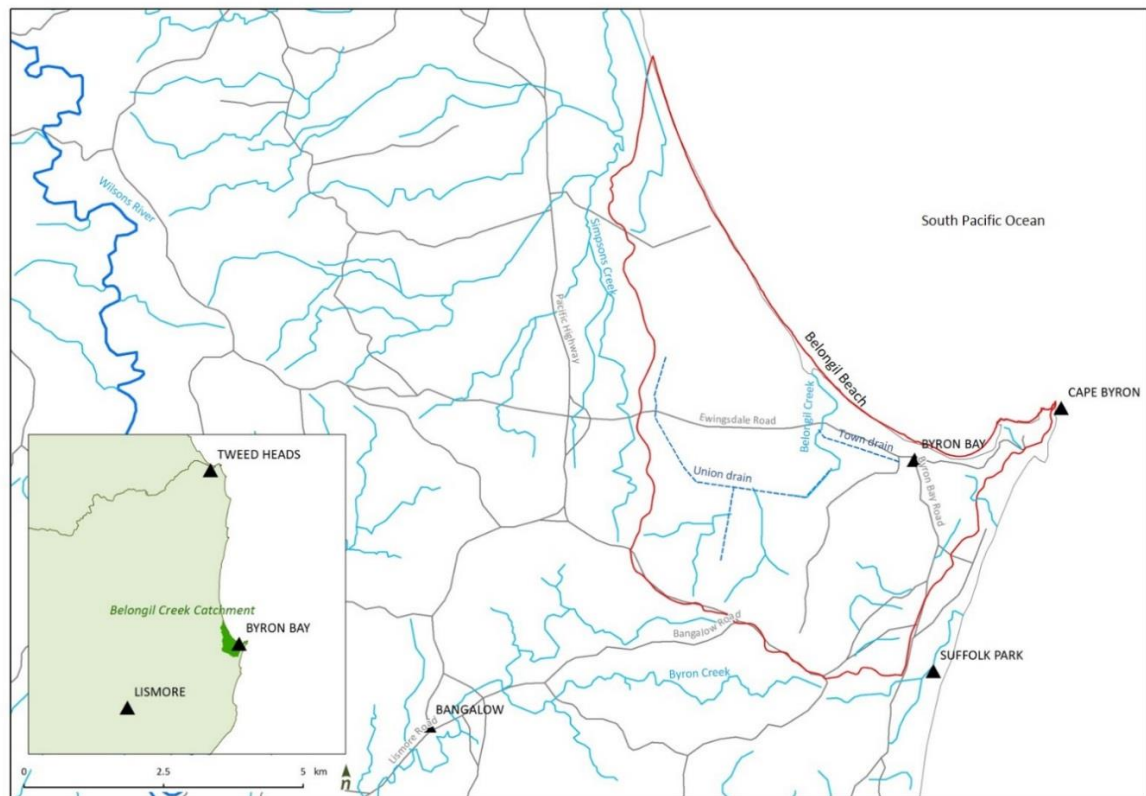 South Pacific Ocean
Wilsons River
Simpsons Creek
Pacific Highway
Belongil Beach
Belongil Creek
CAPE BYRON
Ewingsdale Road
Town drain
BYRON BAY
Union drain
Byron Bay Road
TWEED HEADS
Belongil Creek Catchment
BYRON BAY
LISMORE
Bangalow Road
SUFFOLK PARK
Byron Creek
BANGALOW
Lismore Road
0 2.5 5 km
n